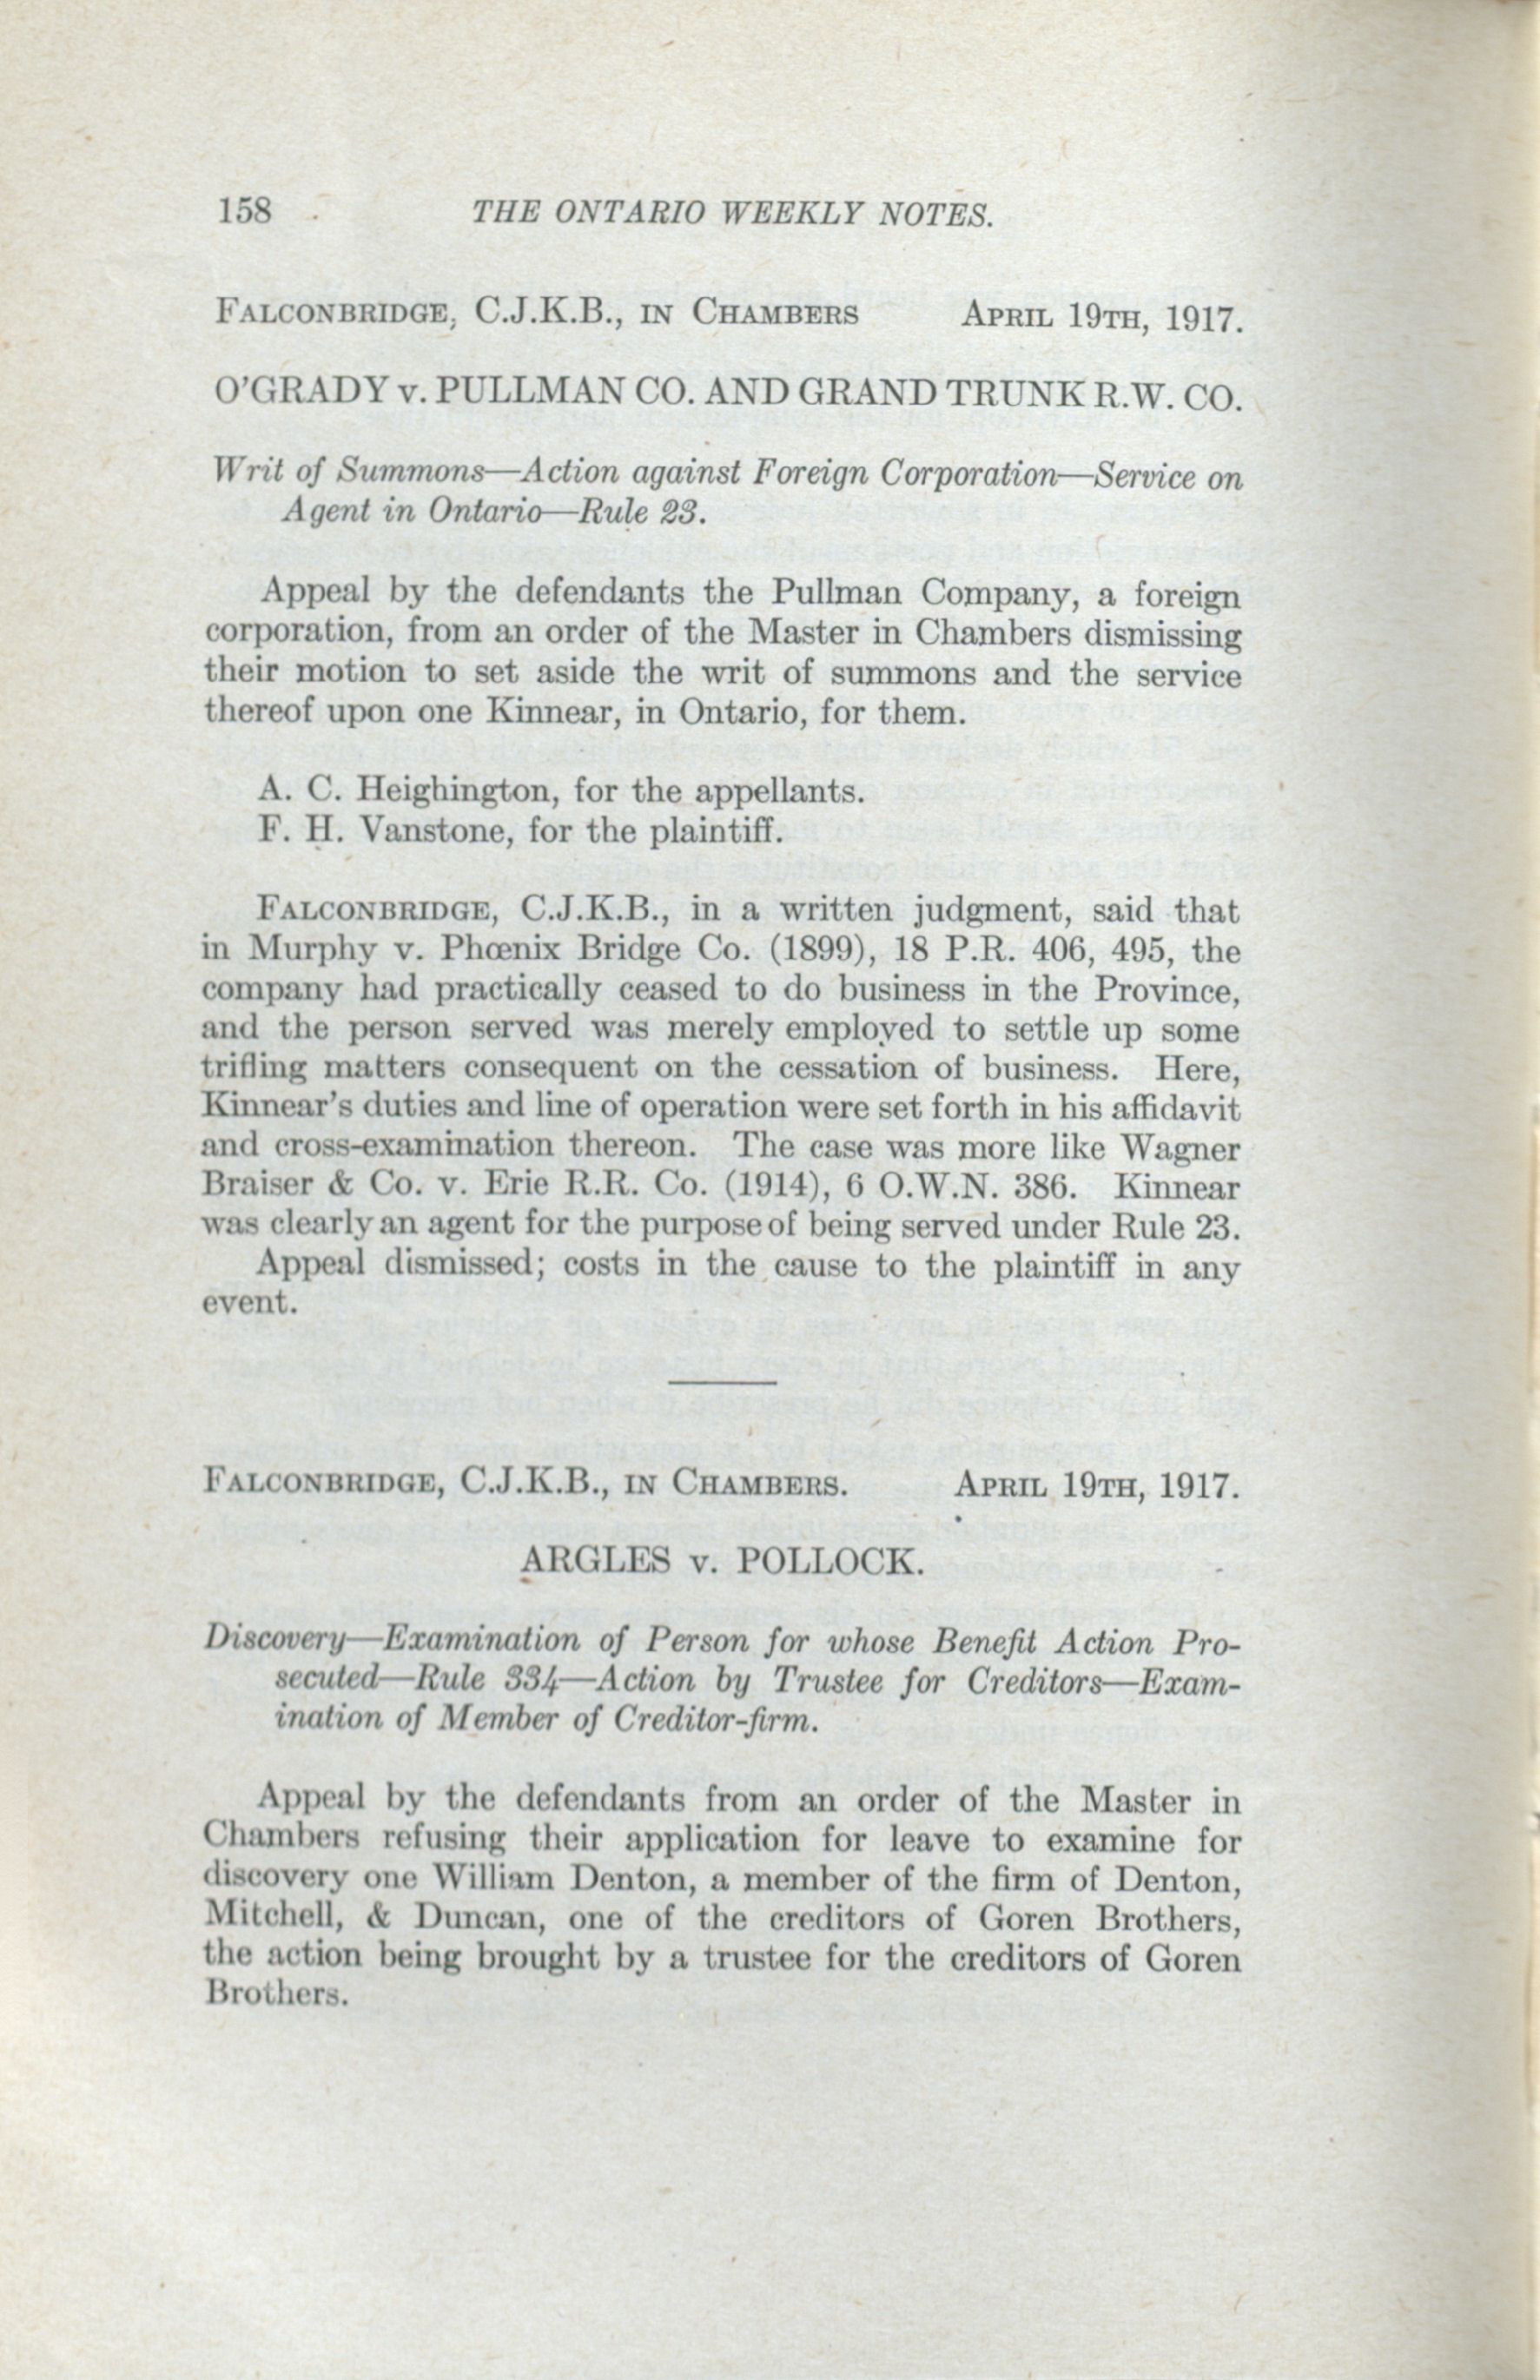 158 THE ONTARIO WEEKLY NOTES.
FALCONBRIDGE, C.J.K.B., IN CHAMBERS APRIL 19TH, 1917.
O'GRADY v. PULLMAN CO. AND GRAND TRUNK R.W. CO.
Writ of Summons—Action against Foreign Corporation—Service on
Agent in Ontario—Rule 23.
Appeal by the defendants the Pullman Company, a foreign
corporation, from an order of the Master in Chambers dismissing
their motion to set aside the writ of summons and the service
thereof upon one Kinnear, in Ontario, for them.
A. C. Heighington, for the appellants.
F. H. Vanstone, for the plaintiff.
FALCONBRIDGE, C.J.K.B., in a written judgment, said that
in Murphy v. Phœnix Bridge Co. (1899), 18 P.R. 406, 495, the
company had practically ceased to do business in the Province,
and the person served was merely employed to settle up some
trifling matters consequent on the cessation of business. Here,
Kinnear's duties and line of operation were set forth in his affidavit
and cross-examination thereon. The case was more like Wagner
Braiser & Co. v. Erie R.R. Co. (1914), 6 O.W.N. 386. Kinnear
was clearly an agent for the purpose of being served under Rule 23.
Appeal dismissed; costs in the cause to the plaintiff in any
event.
FALCONBRIDGE, C.J.K.B., IN CHAMBERS. APRIL 19TH, 1917.
ARGLES v. POLLOCK.
Discovery—Examination of Person for whose Benefit Action Pro-
secuted—Rule 334—Action by Trustee for Creditors—Exam-
ination of Member of Creditor-firm.
Appeal by the defendants from an order of the Master in
Chambers refusing their application for leave to examine for
discovery one William Denton, a member of the firm of Denton,
Mitchell, & Duncan, one of the creditors of Goren Brothers,
the action being brought by a trustee for the creditors of Goren
Brothers.